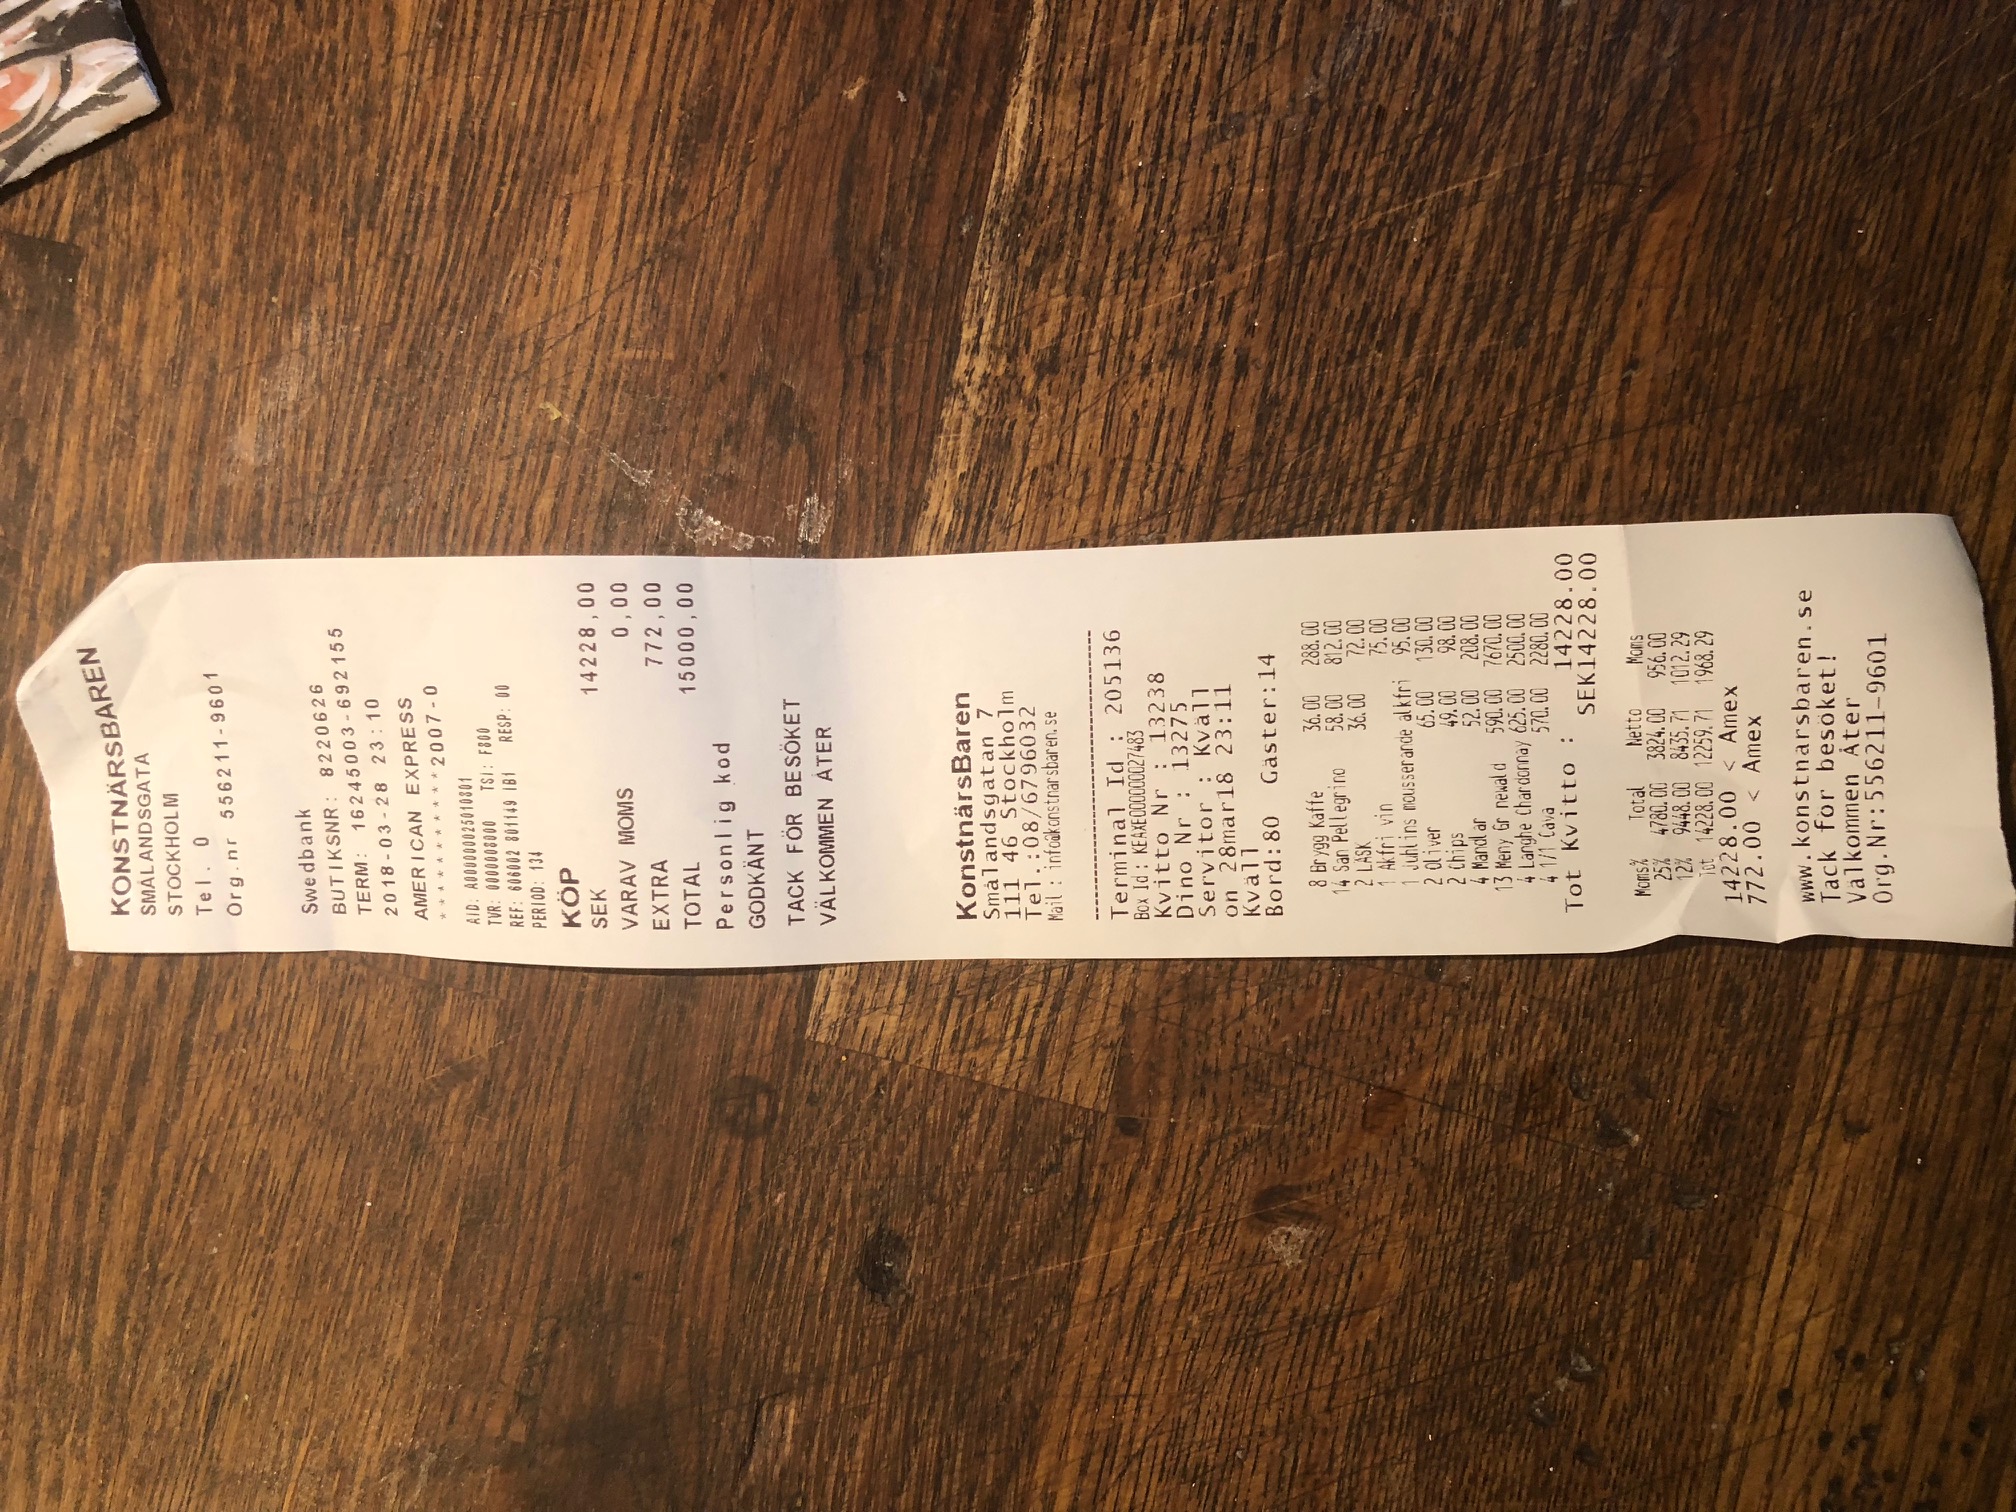 KONSTNÄRSBAREN
SMÅLANDSGATA
STOCKHOLM
Tel. 0
Org.nr 556211-9601
Swedbank
BUTIKSNR: 8220626
TERM: 16245003-692155
2018-03-28 23:10
AMERICAN EXPRESS
***********2007-0
AID: A000000025010801
TVR: 0000008000 TSI: F800
REF: 606002 801149 IB1 RESP: 00
PERIOD: 134
KÖP
SEK 14228,00
VARAV MOMS 0,00
EXTRA 772,00
TOTAL 15000,00
Personlig kod
GODKÄNT
TACK FÖR BESÖKET
VÄLKOMMEN ÅTER
KonstnärsBaren
Smålandsgatan 7
111 46 Stockholm
Tel.:08/6796032
Mail : info@konstnarsbaren.se
----------------------------------------
Terminal Id : 205136
Box Id : KEAXE000000027483
Kvitto Nr : 13238
Dino Nr : 13275
Servitor : Kväll
on 28mar18 23:11
Kväll
Bord:80 Gäster:14
8 Brygg Kaffe 36.00 288.00
14 San Pellegrino 58.00 812.00
2 LÄSK 36.00 72.00
1 Akfri vin 75.00
1 Juhlins mousserande alkfri 95.00
2 Oliver 65.00 130.00
2 Chips 49.00 98.00
4 Mandlar 52.00 208.00
13 Meny Gr newald 590.00 7670.00
4 Langhe Chardonnay 625.00 2500.00
4 1/1 Cava 570.00 2280.00
Tot Kvitto : 14228.00
SEK14228.00
Moms% Total Netto Moms
25% 4780.00 3824.00 956.00
12% 9448.00 8435.71 1012.29
Tot 14228.00 12259.71 1968.29
14228.00 < Amex
772.00 < Amex
www.konstnarsbaren.se
Tack för besöket!
Välkommen Åter
Org.Nr:556211-9601